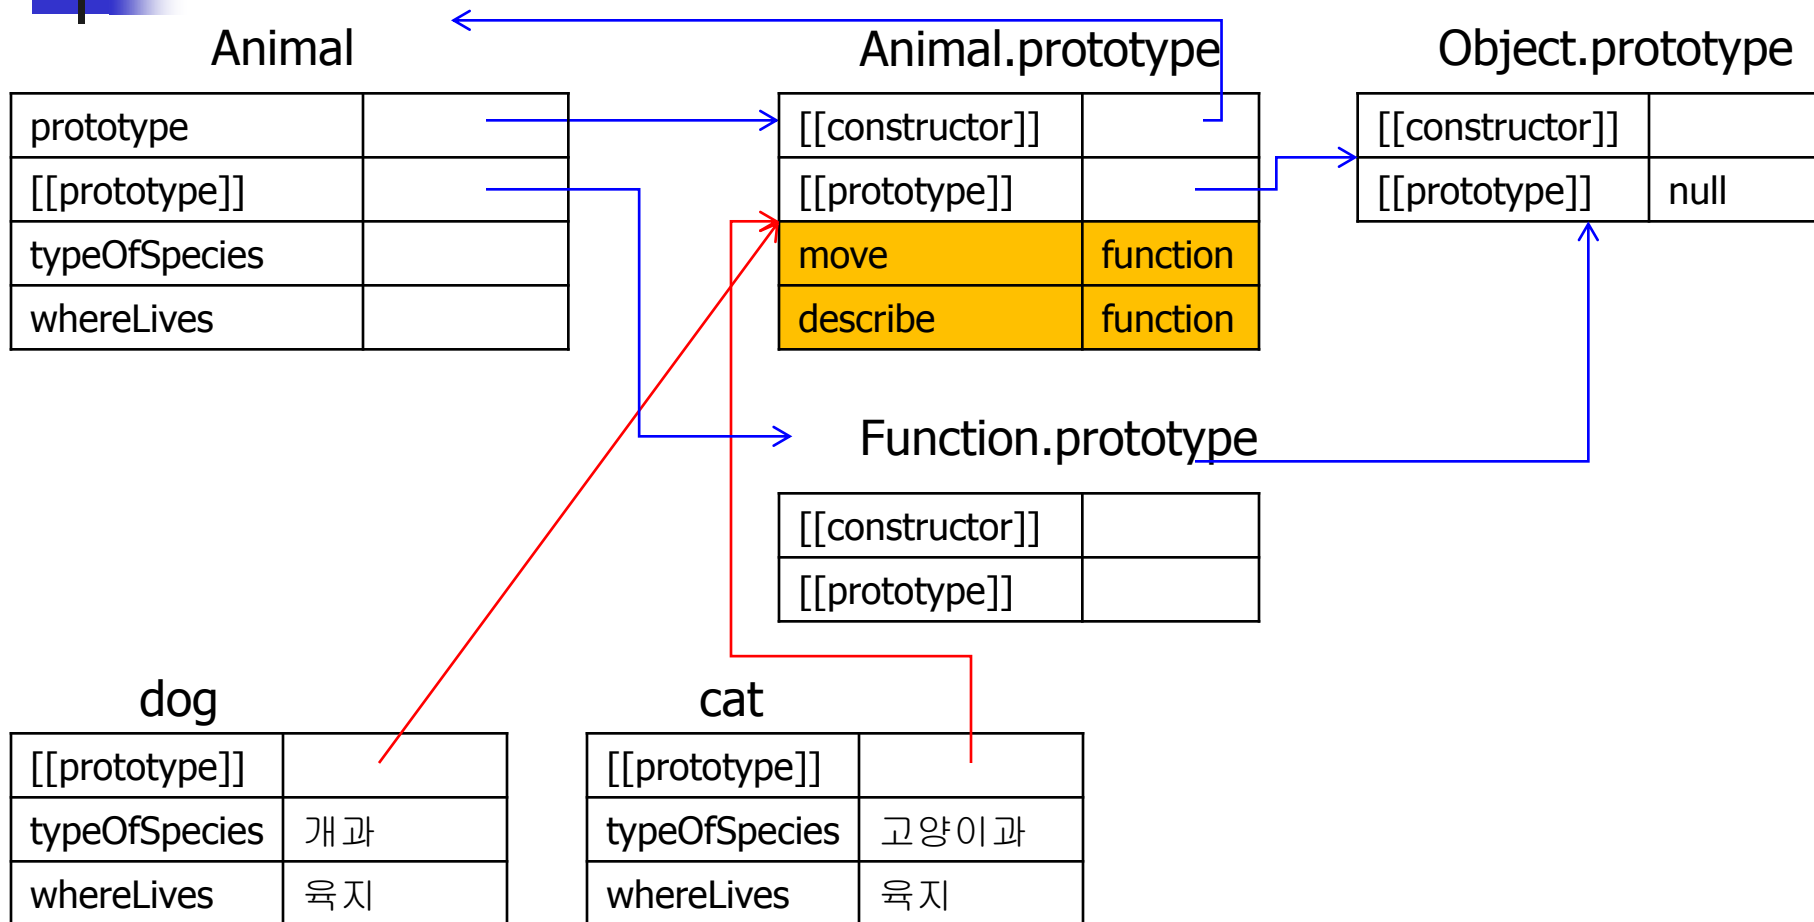 Animal
prototype
[[prototype]]
typeOfSpecies
whereLives
Animal.prototype
[[constructor]]
[[prototype]]
move function
describe function
Object.prototype
[[constructor]]
[[prototype]] null
Function.prototype
[[constructor]]
[[prototype]]
dog
[[prototype]]
typeOfSpecies 개과
whereLives 육지
cat
[[prototype]]
typeOfSpecies 고양이과
whereLives 육지